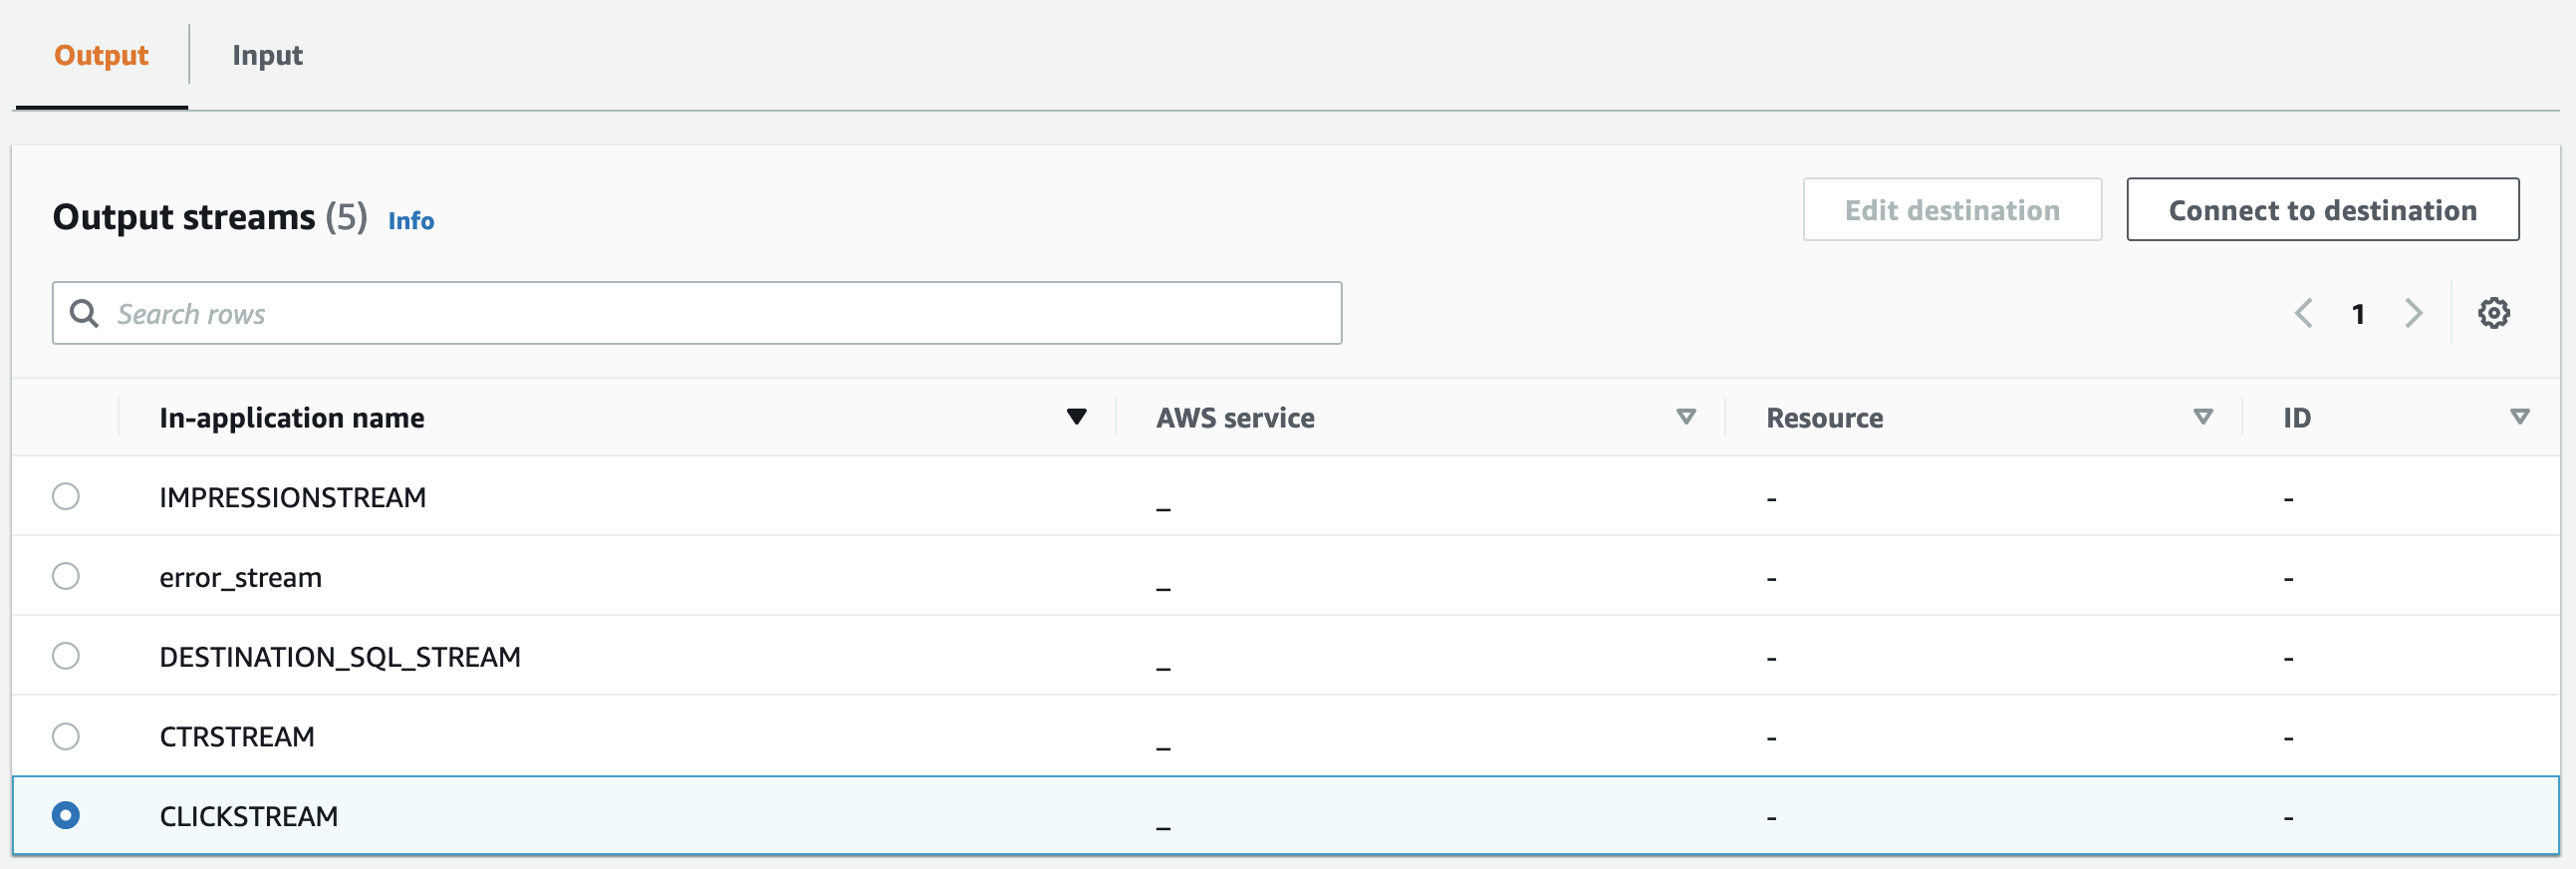 Output Input
Output streams (5) Info Edit destination Connect to destination
Search rows 1
In-application name AWS service Resource ID
IMPRESSIONSTREAM _ - -
error_stream _ - -
DESTINATION_SQL_STREAM _ - -
CTRSTREAM _ - -
CLICKSTREAM _ - -